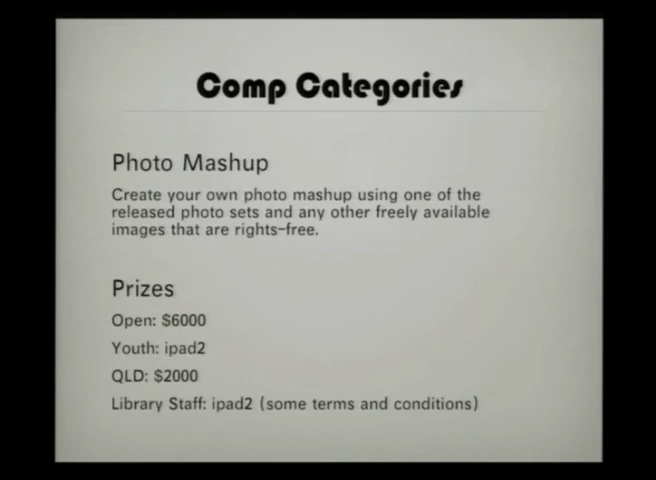 Comp Categories
Photo Mashup
Create your own photo mashup using one of the
released photo sets and any other freely available
images that are rights-free.
Prizes
Open: $6000
Youth: ipad2
QLD: $2000
Library Staff: ipad2 (some terms and conditions)